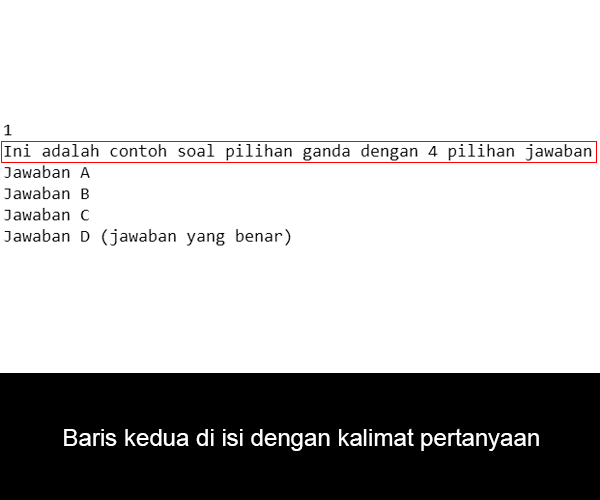 1
Ini adalah contoh soal pilihan ganda dengan 4 pilihan jawaban
Jawaban A
Jawaban B
Jawaban C
Jawaban D (jawaban yang benar)
Baris kedua di isi dengan kalimat pertanyaan